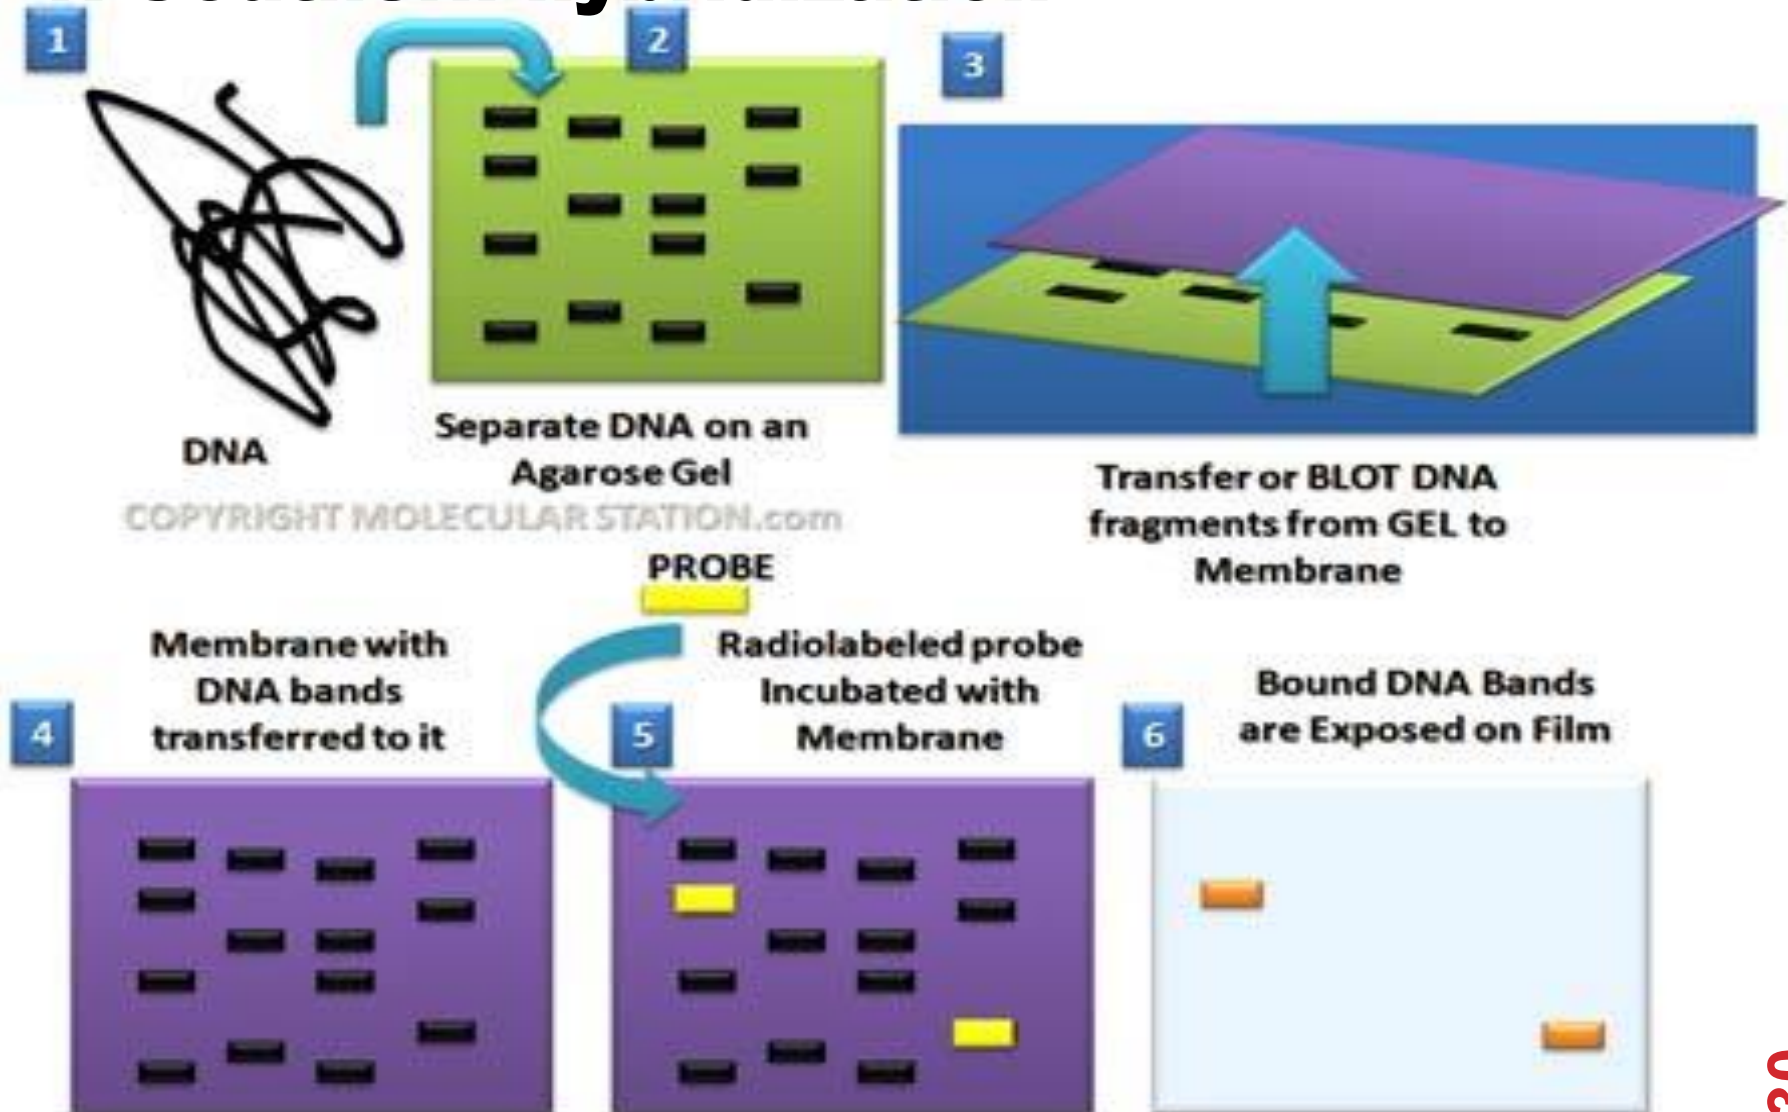 1
2
3
DNA
Separate DNA on an
Agarose Gel
Transfer or BLOT DNA
fragments from GEL to
Membrane
COPYRIGHT MOLECULAR STATION.com
PROBE
Membrane with
DNA bands
transferred to it
4
Radiolabeled probe
Incubated with
Membrane
5
Bound DNA Bands
are Exposed on Film
6